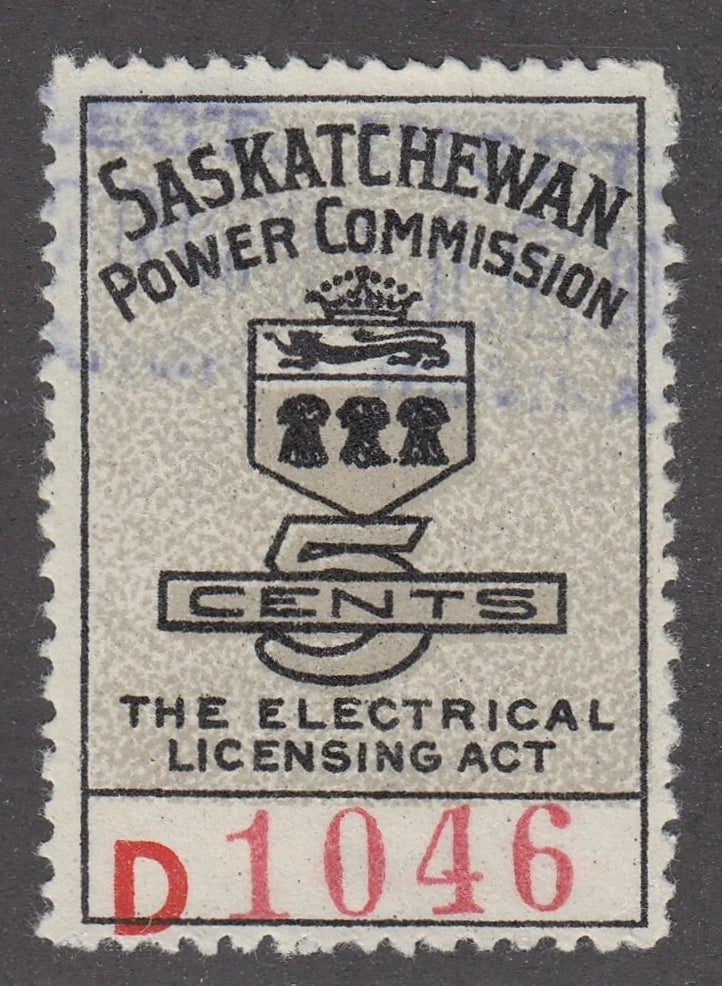 SASKATCHEWAN
POWER COMMISSION
5
CENTS
THE ELECTRICAL
LICENSING ACT
D 1046